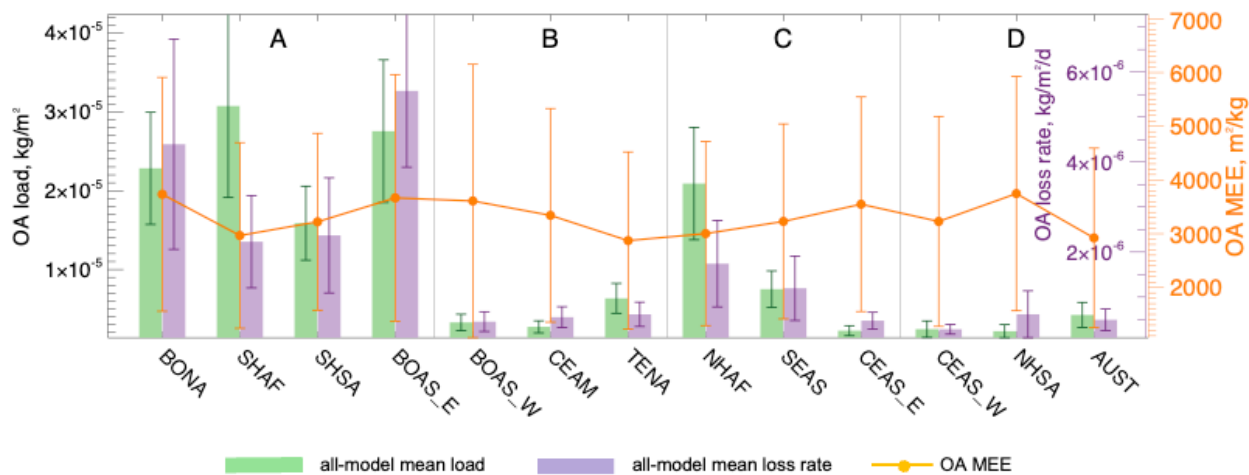 A B C D
OA load, kg/m²
4×10⁻⁵
3×10⁻⁵
2×10⁻⁵
1×10⁻⁵
OA loss rate, kg/m²/d
6×10⁻⁶
4×10⁻⁶
2×10⁻⁶
OA MEE, m²/kg
7000
6000
5000
4000
3000
2000
BONA SHAF SHSA BOAS_E BOAS_W CEAM TENA NHAF SEAS CEAS_E CEAS_W NHSA AUST
all-model mean load all-model mean loss rate OA MEE